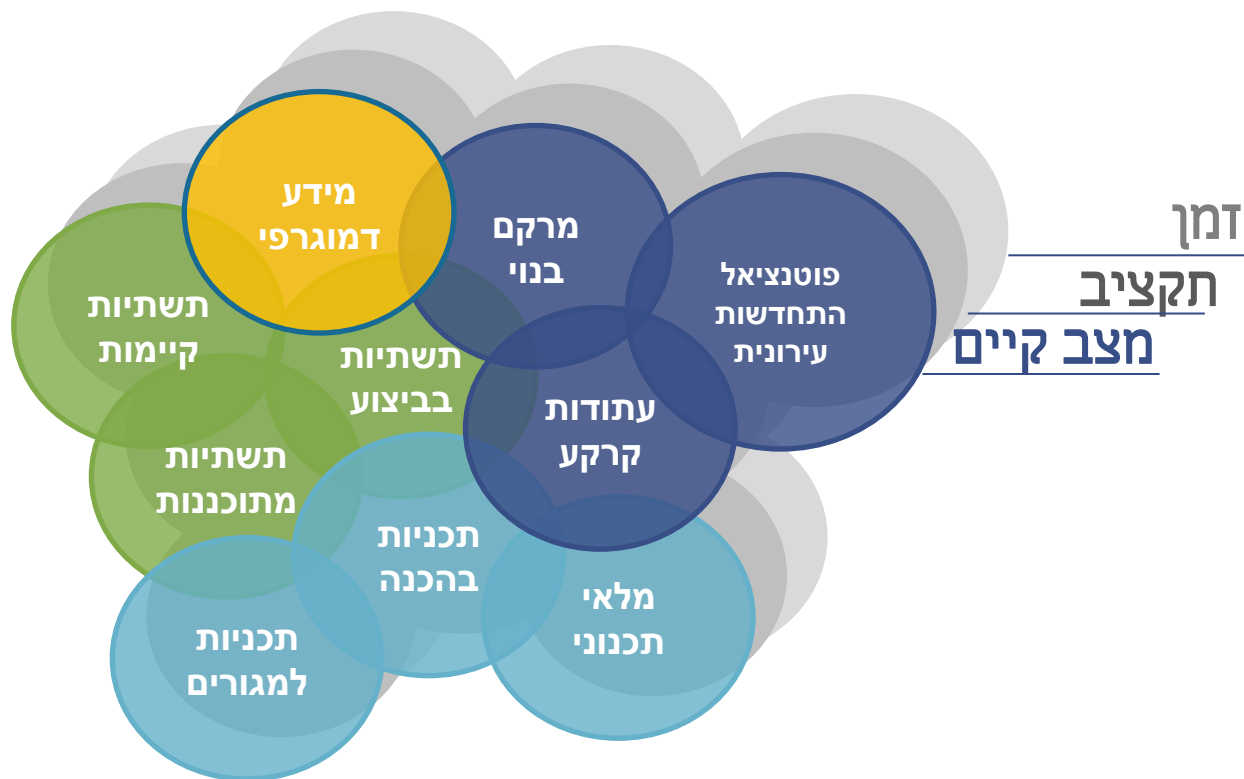 מידע
דמוגרפי
מרקם
בנוי
פוטנציאל
התחדשות
עירונית
תשתיות
קיימות
תשתיות
בביצוע
עתודות
קרקע
תשתיות
מתוכננות
תכניות
בהכנה
מלאי
תכנוני
תכניות
למגורים
זמן
תקציב
מצב קיים